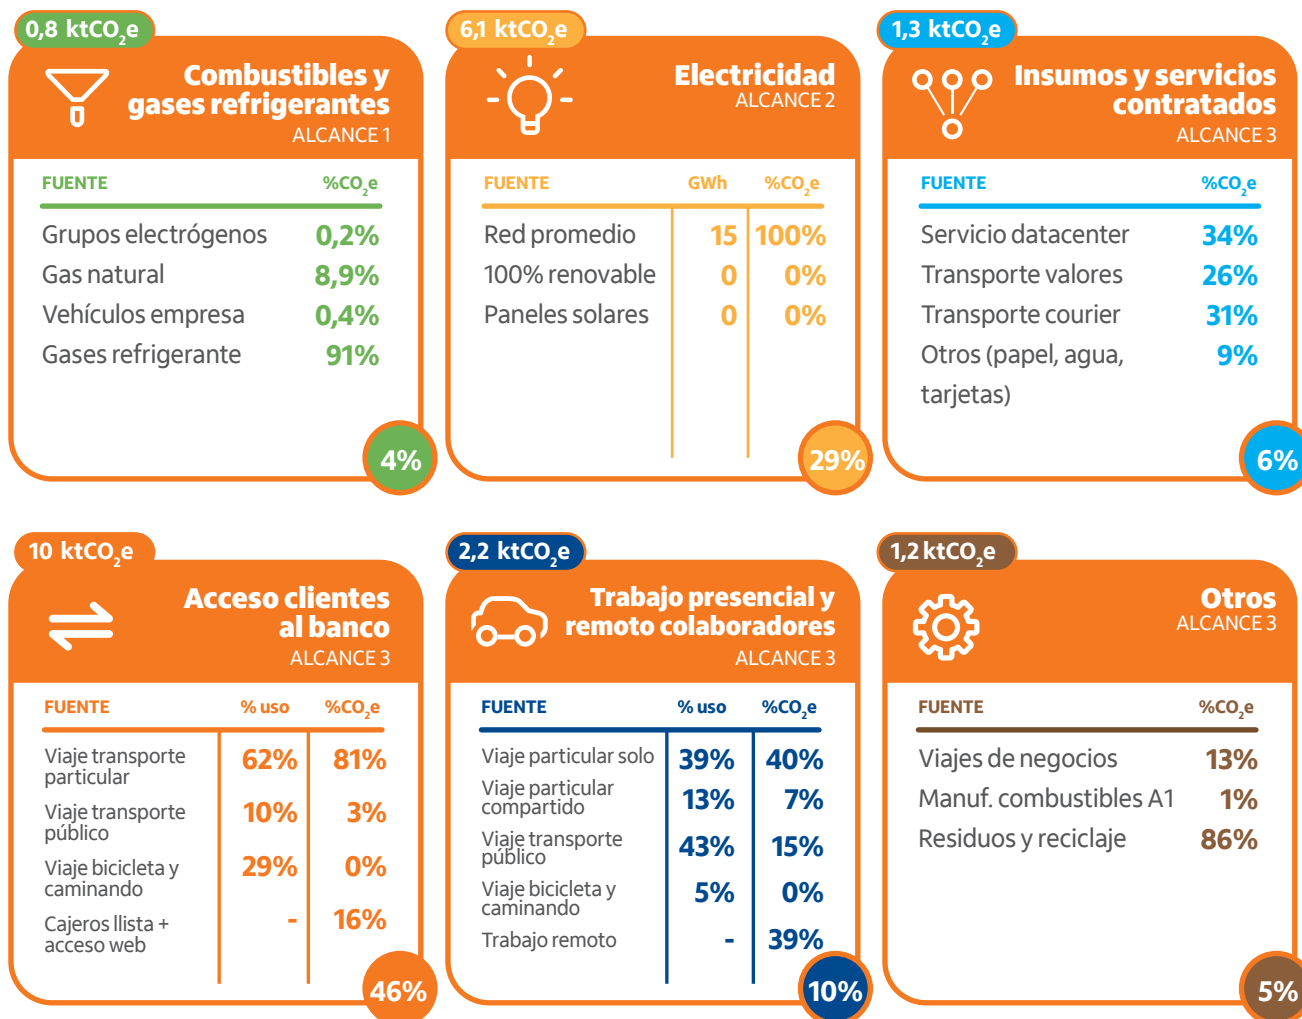 0,8 ktCO₂e
Combustibles y
gases refrigerantes
ALCANCE 1
FUENTE %CO₂e
Grupos electrógenos 0,2%
Gas natural 8,9%
Vehículos empresa 0,4%
Gases refrigerante 91%
4%
6,1 ktCO₂e
Electricidad
ALCANCE 2
FUENTE GWh %CO₂e
Red promedio 15 100%
100% renovable 0 0%
Paneles solares 0 0%
29%
1,3 ktCO₂e
Insumos y servicios
contratados
ALCANCE 3
FUENTE %CO₂e
Servicio datacenter 34%
Transporte valores 26%
Transporte courier 31%
Otros (papel, agua, 9%
tarjetas)
6%
10 ktCO₂e
Acceso clientes
al banco
ALCANCE 3
FUENTE % uso %CO₂e
Viaje transporte
particular 62% 81%
Viaje transporte
público 10% 3%
Viaje bicicleta y
caminando 29% 0%
Cajeros llista +
acceso web - 16%
46%
2,2 ktCO₂e
Trabajo presencial y
remoto colaboradores
ALCANCE 3
FUENTE % uso %CO₂e
Viaje particular solo 39% 40%
Viaje particular
compartido 13% 7%
Viaje transporte
público 43% 15%
Viaje bicicleta y
caminando 5% 0%
Trabajo remoto - 39%
10%
1,2 ktCO₂e
Otros
ALCANCE 3
FUENTE %CO₂e
Viajes de negocios 13%
Manuf. combustibles A1 1%
Residuos y reciclaje 86%
5%